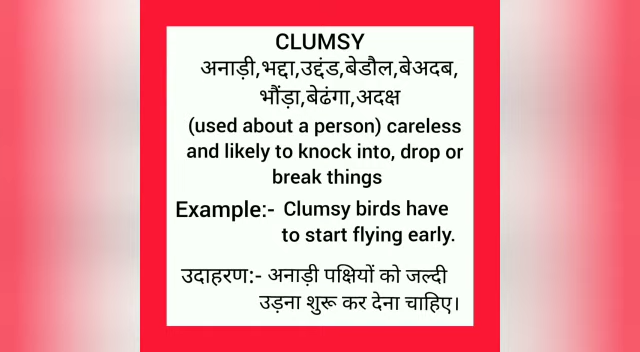 CLUMSY
अनाड़ी,भद्दा,उद्दंड,बेडौल,बेअदब,
भौंड़ा,बेढंगा,अदक्ष
(used about a person) careless
and likely to knock into, drop or
break things
Example:- Clumsy birds have
to start flying early.
उदाहरण:- अनाड़ी पक्षियों को जल्दी
उड़ना शुरू कर देना चाहिए।